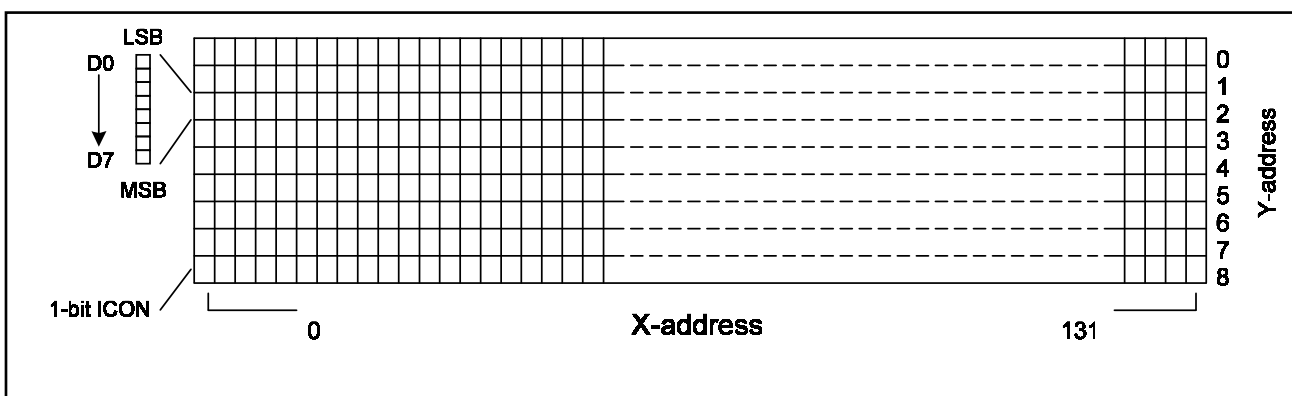 LSB
D0
D7
MSB
1-bit ICON
0
1
2
3
4
5
6
7
8
Y-address
0
X-address
131